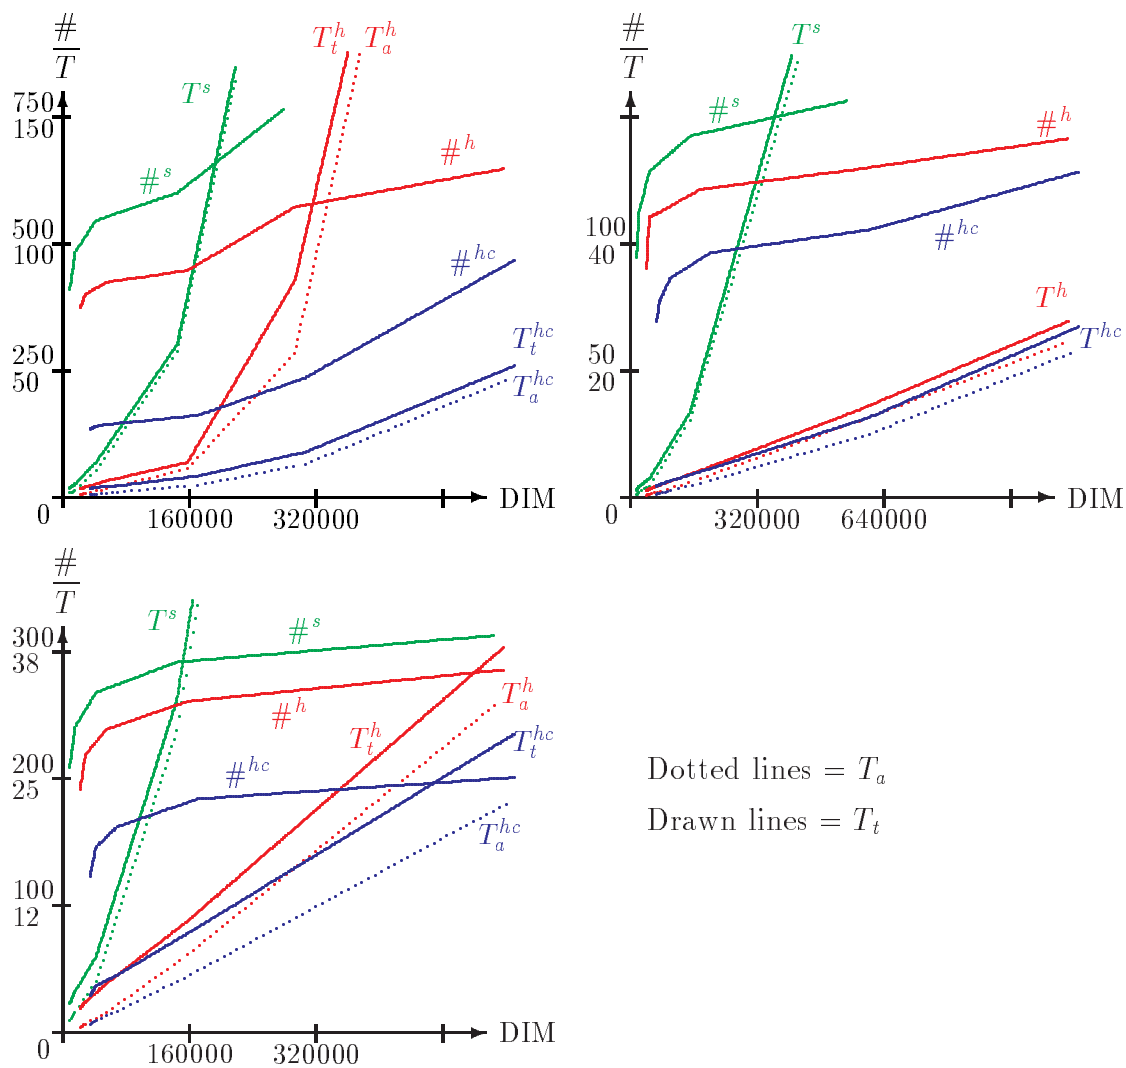 #
T
T^s
T_t^h
T_a^h
750
150
#^s
#^h
500
100
#^hc
250
50
T_t^hc
T_a^hc
0
160000
320000
DIM
#
T
T^s
#^s
#^h
100
40
#^hc
50
20
T^h
T^hc
0
320000
640000
DIM
#
T
T^s
#^s
300
38
#^h
T_t^h
T_a^h
200
25
#^hc
T_t^hc
T_a^hc
100
12
0
160000
320000
DIM
Dotted lines = T_a
Drawn lines = T_t